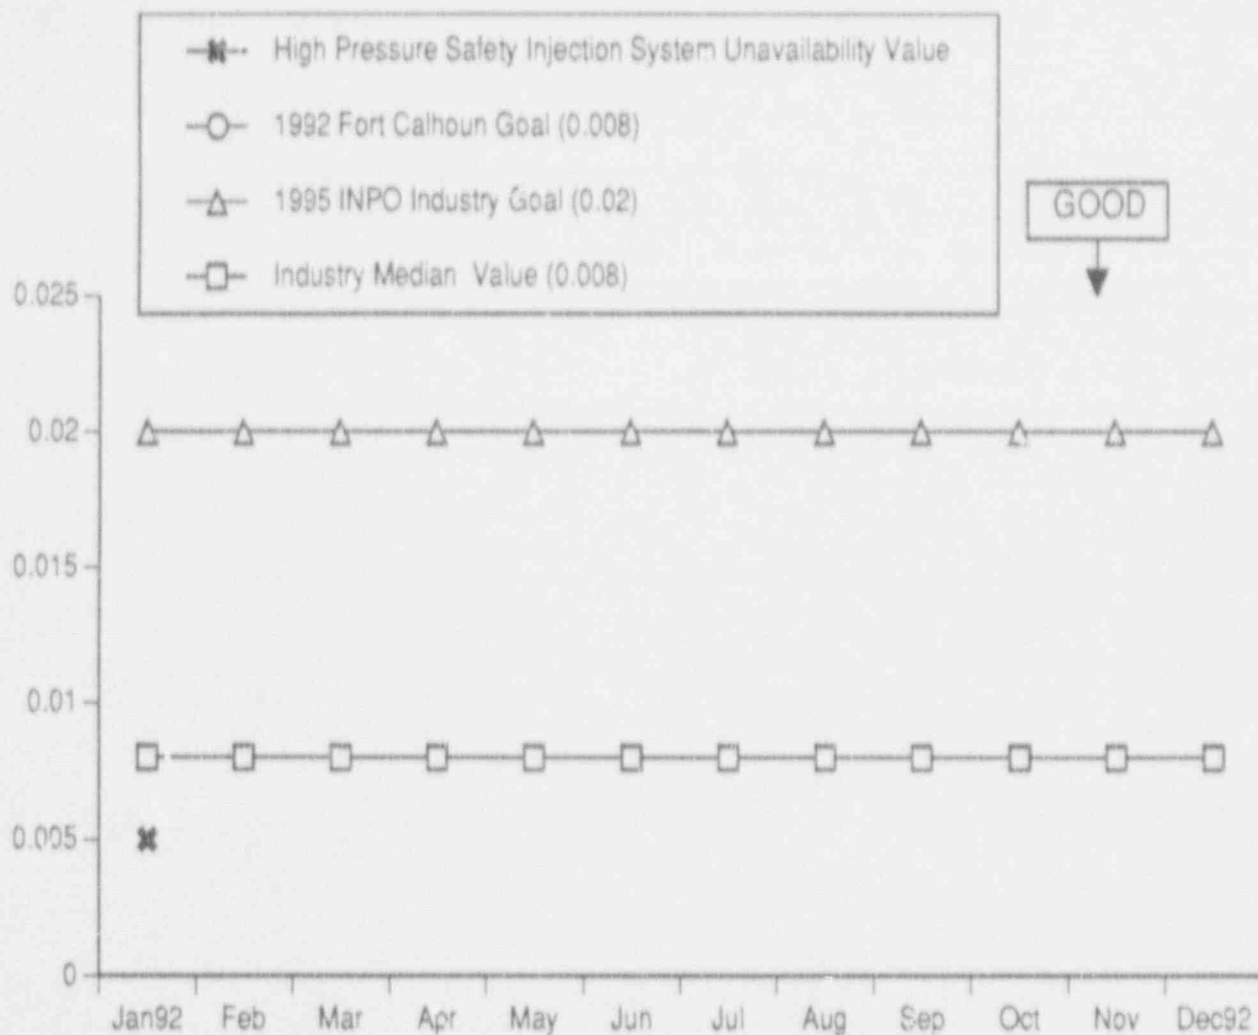 High Pressure Safety Injection System Unavailability Value
1992 Fort Calhoun Goal (0.008)
1995 INPO Industry Goal (0.02)
Industry Median Value (0.008)
GOOD
0.025
0.02
0.015
0.01
0.005
0
Jan92 Feb Mar Apr May Jun Jul Aug Sep Oct Nov Dec92